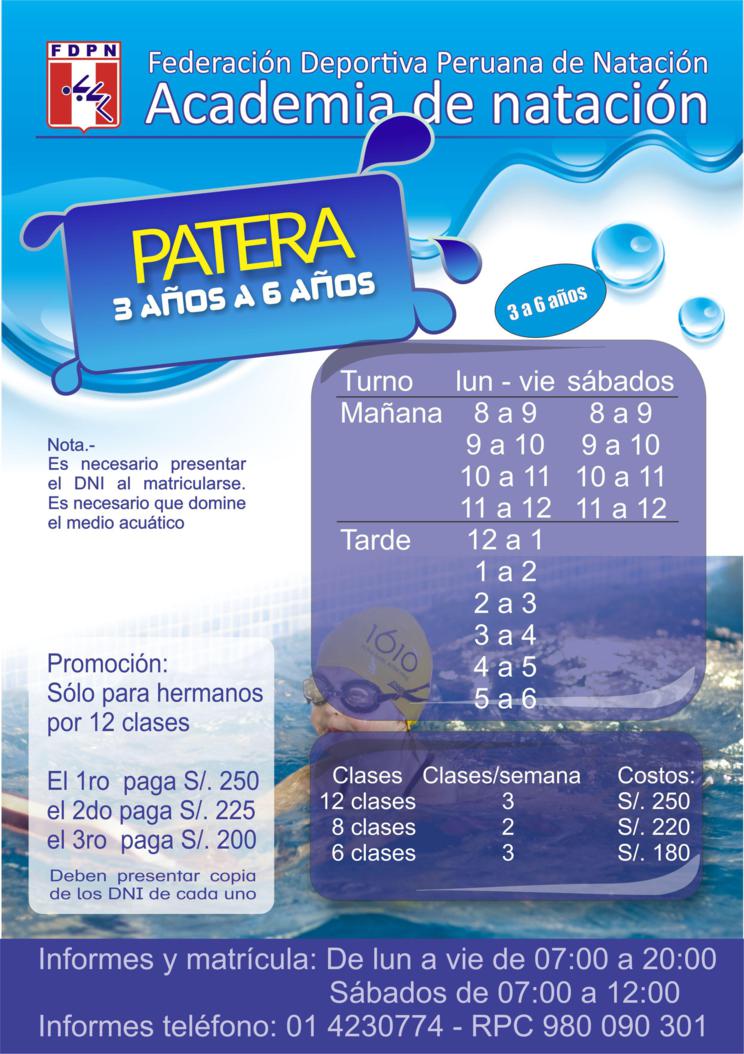 FDPN
Federación Deportiva Peruana de Natación
Academia de natación
PATERA
3 AÑOS A 6 AÑOS
3 a 6 años
Turno lun - vie sábados
Mañana 8 a 9 8 a 9
9 a 10 9 a 10
10 a 11 10 a 11
11 a 12 11 a 12
Tarde 12 a 1
1 a 2
2 a 3
3 a 4
4 a 5
5 a 6
Nota.-
Es necesario presentar
el DNI al matricularse.
Es necesario que domine
el medio acuático
1610
Promoción:
Sólo para hermanos
por 12 clases
El 1ro paga S/. 250
el 2do paga S/. 225
el 3ro paga S/. 200
Deben presentar copia
de los DNI de cada uno
Clases Clases/semana Costos:
12 clases 3 S/. 250
8 clases 2 S/. 220
6 clases 3 S/. 180
Informes y matrícula: De lun a vie de 07:00 a 20:00
Sábados de 07:00 a 12:00
Informes teléfono: 01 4230774 - RPC 980 090 301